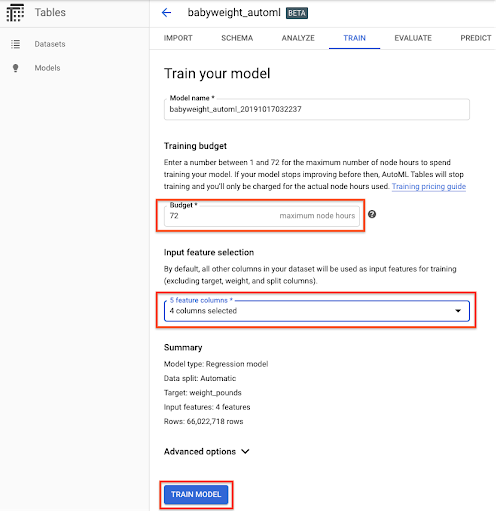 Tables
babyweight_automl BETA
Datasets
Models
IMPORT SCHEMA ANALYZE TRAIN EVALUATE PREDICT
Train your model
Model name *
babyweight_automl_20191017032237
Training budget
Enter a number between 1 and 72 for the maximum number of node hours to spend
training your model. If your model stops improving before then, AutoML Tables will stop
training and you'll only be charged for the actual node hours used. Training pricing guide
Budget *
72 maximum node hours
Input feature selection
By default, all other columns in your dataset will be used as input features for training
(excluding target, weight, and split columns).
5 feature columns *
4 columns selected
Summary
Model type: Regression model
Data split: Automatic
Target: weight_pounds
Input features: 4 features
Rows: 66,022,718 rows
Advanced options
TRAIN MODEL